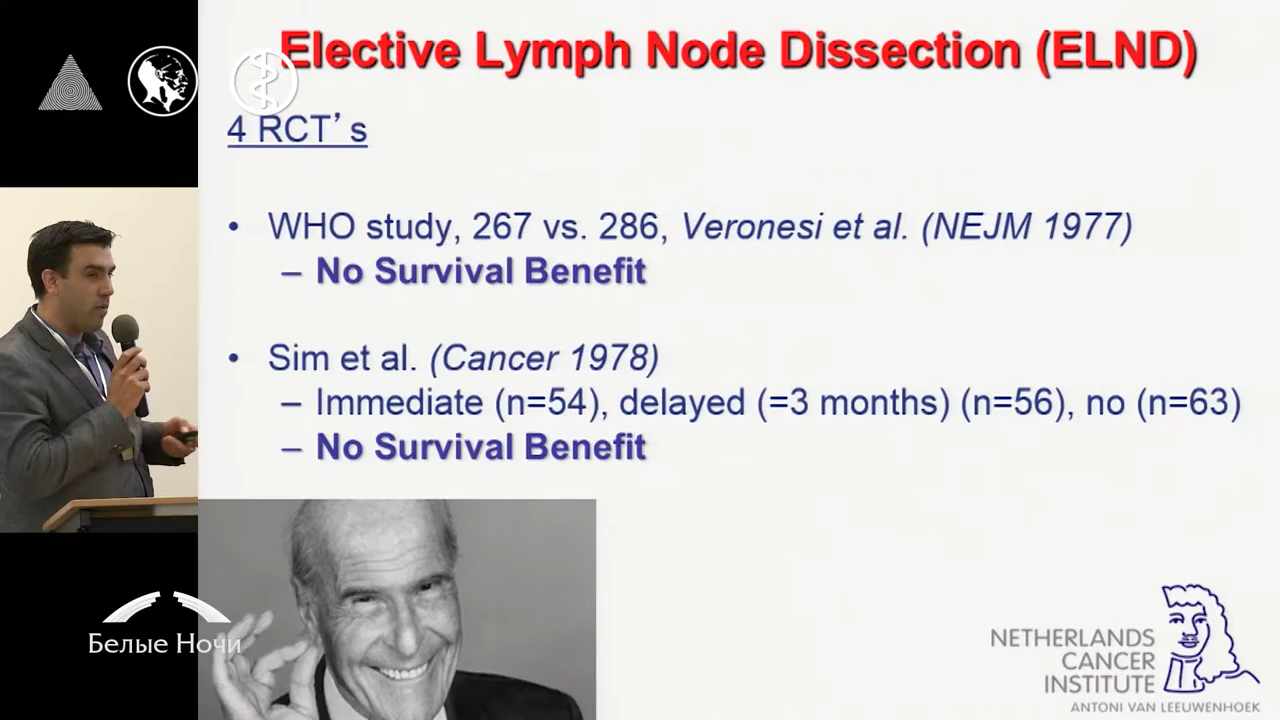 Elective Lymph Node Dissection (ELND)
4 RCT's
• WHO study, 267 vs. 286, Veronesi et al. (NEJM 1977)
– No Survival Benefit
• Sim et al. (Cancer 1978)
– Immediate (n=54), delayed (=3 months) (n=56), no (n=63)
– No Survival Benefit
Белые Ночи
NETHERLANDS
CANCER
INSTITUTE
ANTONI VAN LEEUWENHOEK